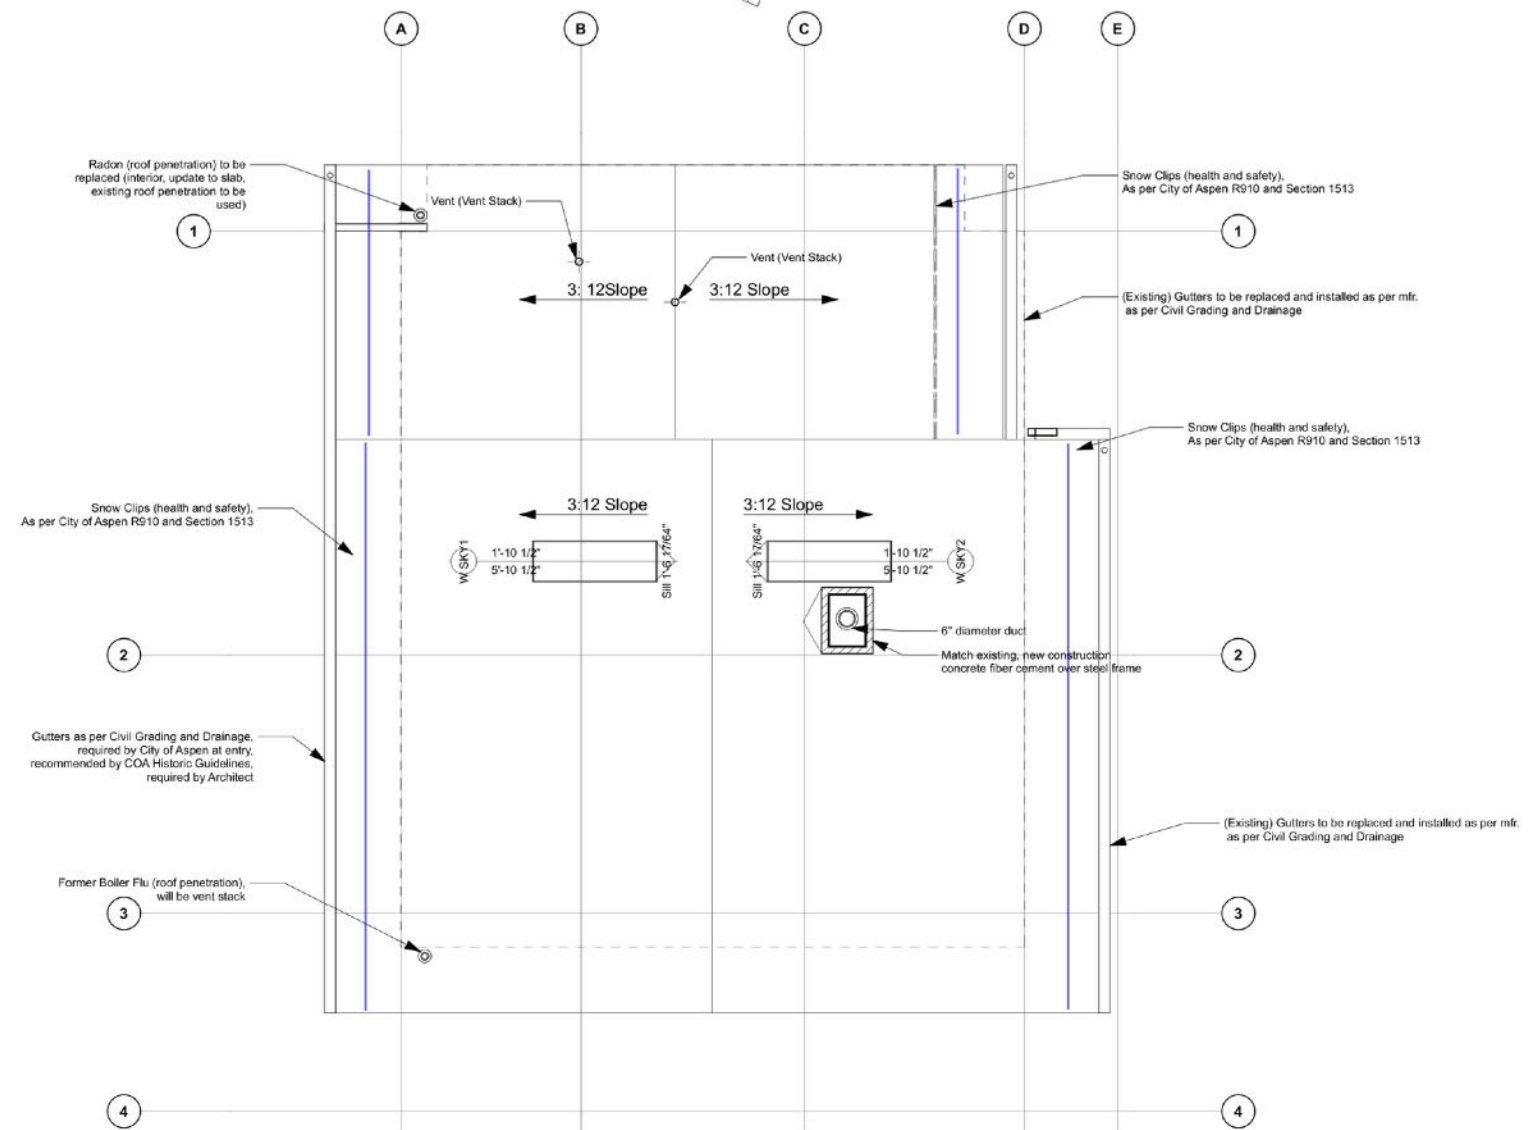 A
B
C
D
E
Radon (roof penetration) to be
replaced (interior, update to slab,
existing roof penetration to be
used)
Vent (Vent Stack)
Snow Clips (health and safety),
As per City of Aspen R910 and Section 1513
1
1
Vent (Vent Stack)
3: 12Slope
3:12 Slope
(Existing) Gutters to be replaced and installed as per mfr.
as per Civil Grading and Drainage
Snow Clips (health and safety),
As per City of Aspen R910 and Section 1513
3:12 Slope
3:12 Slope
Snow Clips (health and safety),
As per City of Aspen R910 and Section 1513
W SKY1
1'-10 1/2"
5'-10 1/2"
Sill 1'-6 17/64"
Sill 1'-6 17/64"
1 -10 1/2"
5 -10 1/2"
W SKY2
6" diameter duct
2
Match existing, new construction
concrete fiber cement over steel frame
2
Gutters as per Civil Grading and Drainage,
required by City of Aspen at entry,
recommended by COA Historic Guidelines,
required by Architect
(Existing) Gutters to be replaced and installed as per mfr.
as per Civil Grading and Drainage
Former Boiler Flu (roof penetration),
will be vent stack
3
3
4
4